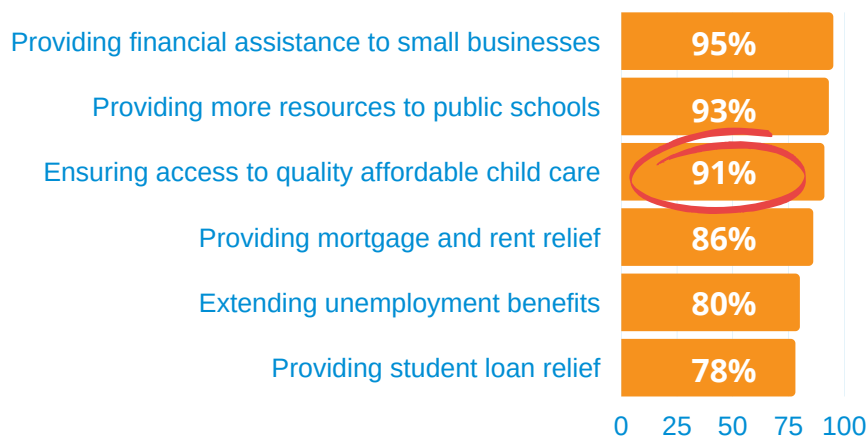 Providing financial assistance to small businesses 95%
Providing more resources to public schools 93%
Ensuring access to quality affordable child care 91%
Providing mortgage and rent relief 86%
Extending unemployment benefits 80%
Providing student loan relief 78%
0 25 50 75 100